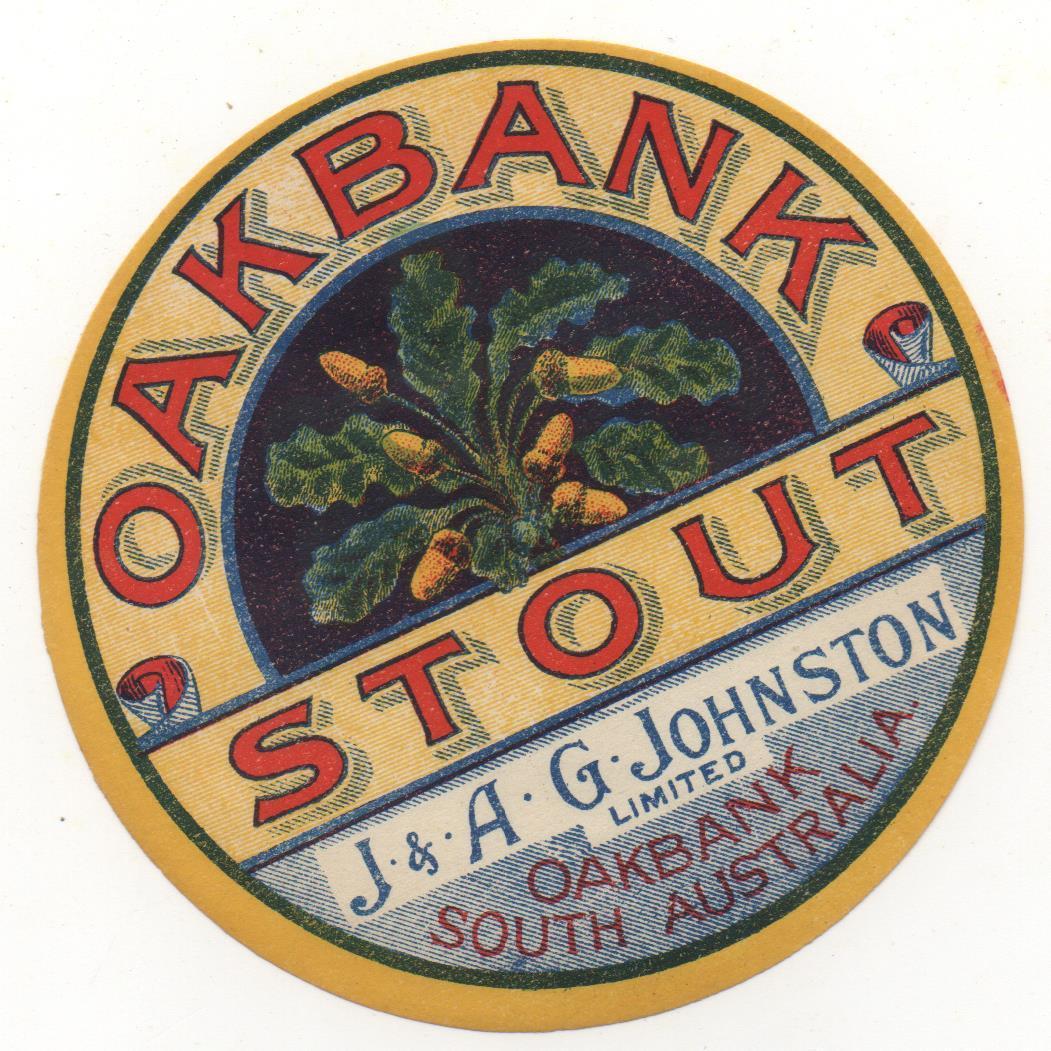 OAKBANK
STOUT
J. & A. G. JOHNSTON
LIMITED
OAKBANK
SOUTH AUSTRALIA.